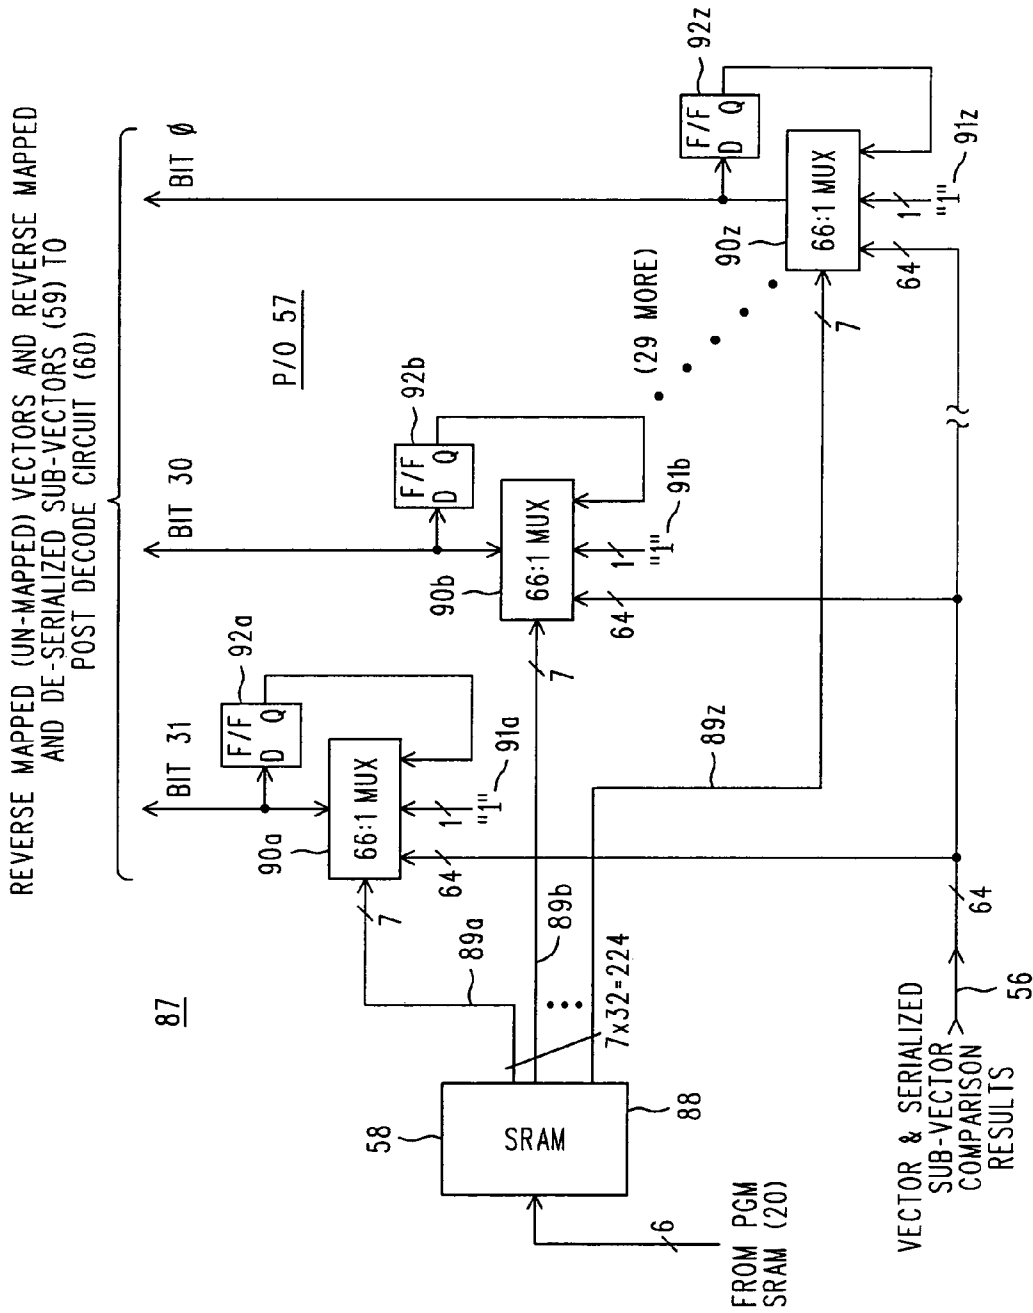 REVERSE MAPPED (UN-MAPPED) VECTORS AND REVERSE MAPPED
AND DE-SERIALIZED SUB-VECTORS (59) TO
POST DECODE CIRCUIT (60)
BIT 31
BIT 30
BIT Ø
87
P/O 57
92a
F/F
D Q
90a
66:1 MUX
7
64
1
"1"
91a
92b
F/F
D Q
90b
66:1 MUX
7
64
1
"1"
91b
(29 MORE)
92z
F/F
D Q
90z
66:1 MUX
7
64
1
"1"
91z
89a
89b
89z
7x32=224
58
SRAM
88
6
FROM PGM
SRAM (20)
VECTOR & SERIALIZED
SUB-VECTOR
COMPARISON
RESULTS
56
64